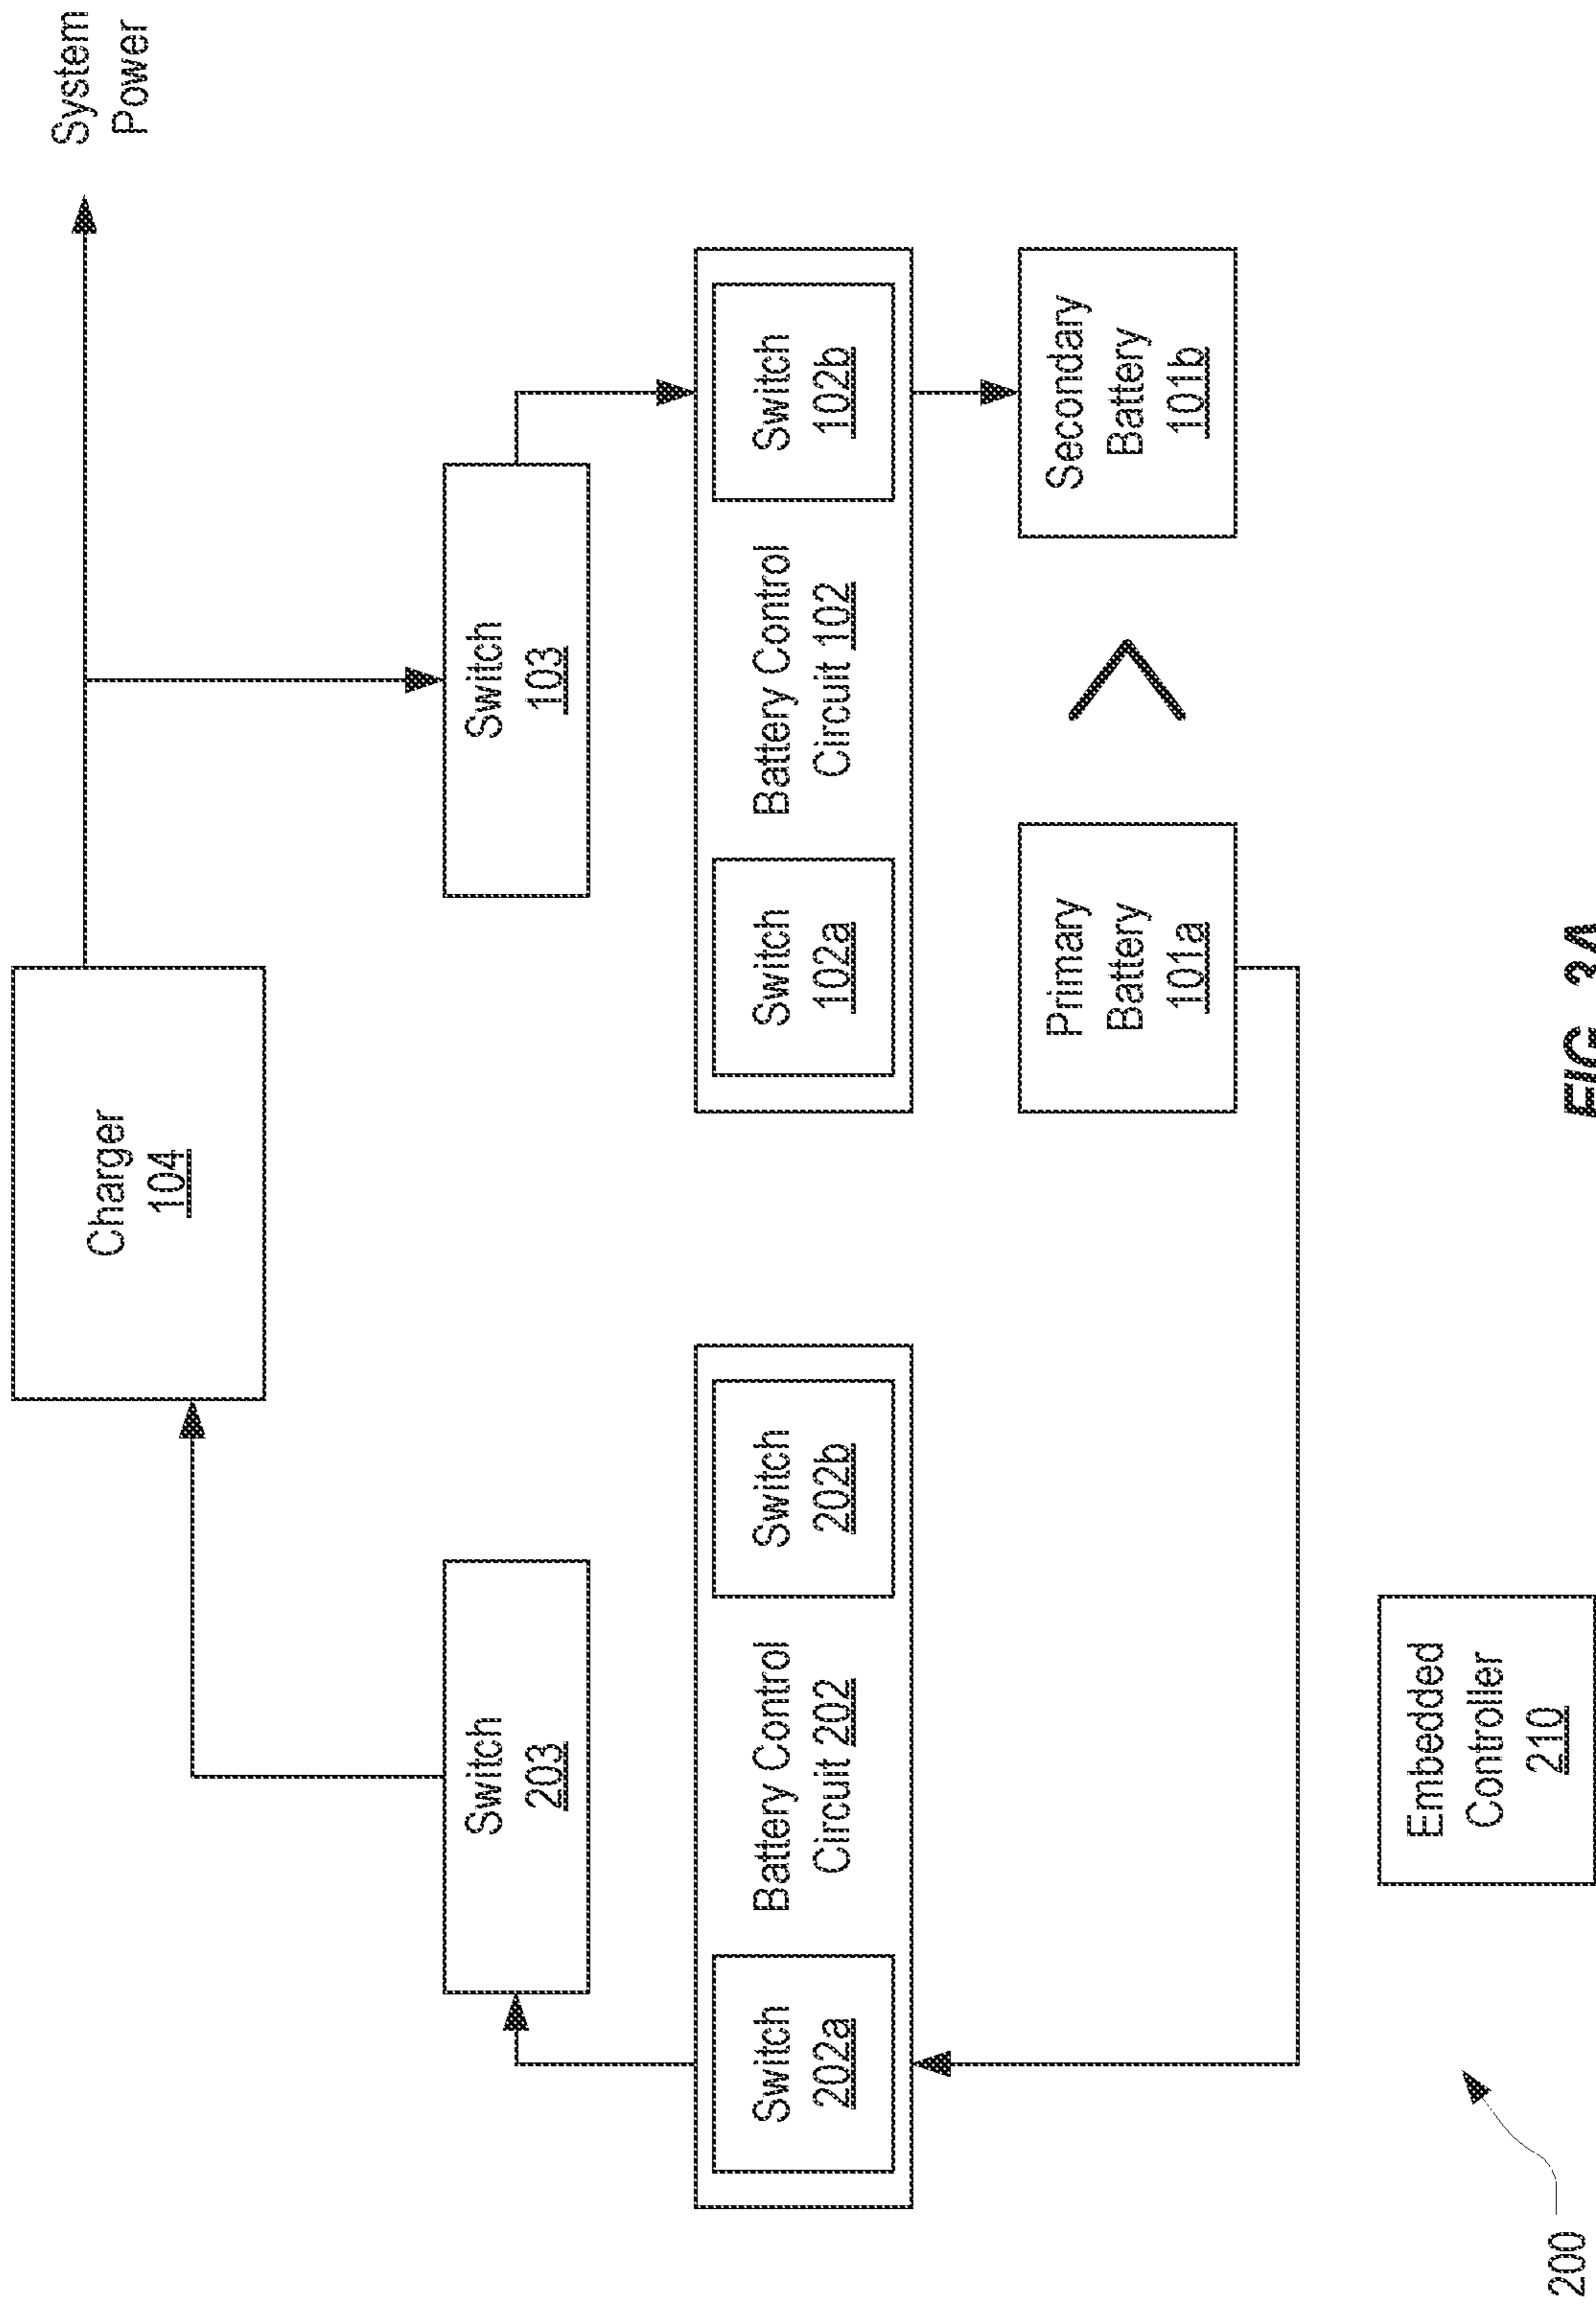 System
Power
Charger
104
Switch
203
Switch
103
Switch
202a
Battery Control
Circuit 202
Switch
202b
Switch
102a
Battery Control
Circuit 102
Switch
102b
Primary
Battery
101a
>
Secondary
Battery
101b
Embedded
Controller
210
200